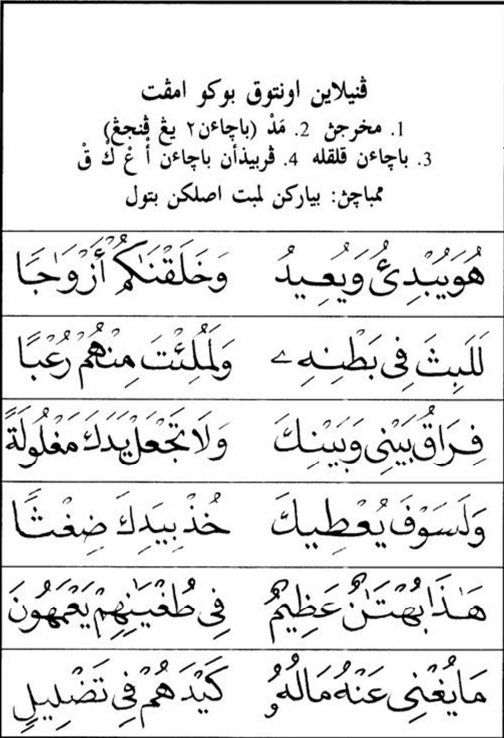 ڤنيلاين اونتوق بوكو امڤت
1. مخرجڽ 2. مَدْ (باچاءن٢ يڠ ڤنجڠ)
3. باچاءن قلقله 4. ڤربيذأن باچاءن أْ عْ كْ قْ
ممباچڽ: بياركن لمبت اصلكن بتول
هُوَيُبْدِئُ وَيُعِيدُ وَخَلَقْنَٰكُمْ أَزْوَٰجًا
لَلَبِثَ فِى بَطْنِهِۦ وَلَمُلِئْتَ مِنْهُمْ رُعْبًا
فِرَاقُ بَيْنِى وَبَيْنِكَ وَلَا تَجْعَلْ يَدَكَ مَغْلُولَةً
وَلَسَوْفَ يُعْطِيكَ خُذْ بِيَدِكَ ضِغْثًا
هَٰذَا بُهْتَٰنٌ عَظِيمٌ فِى طُغْيَٰنِهِمْ يَعْمَهُونَ
مَا يُغْنِى عَنْهُ مَالُهُۥ كَيْدَهُمْ فِى تَضْلِيلٍ